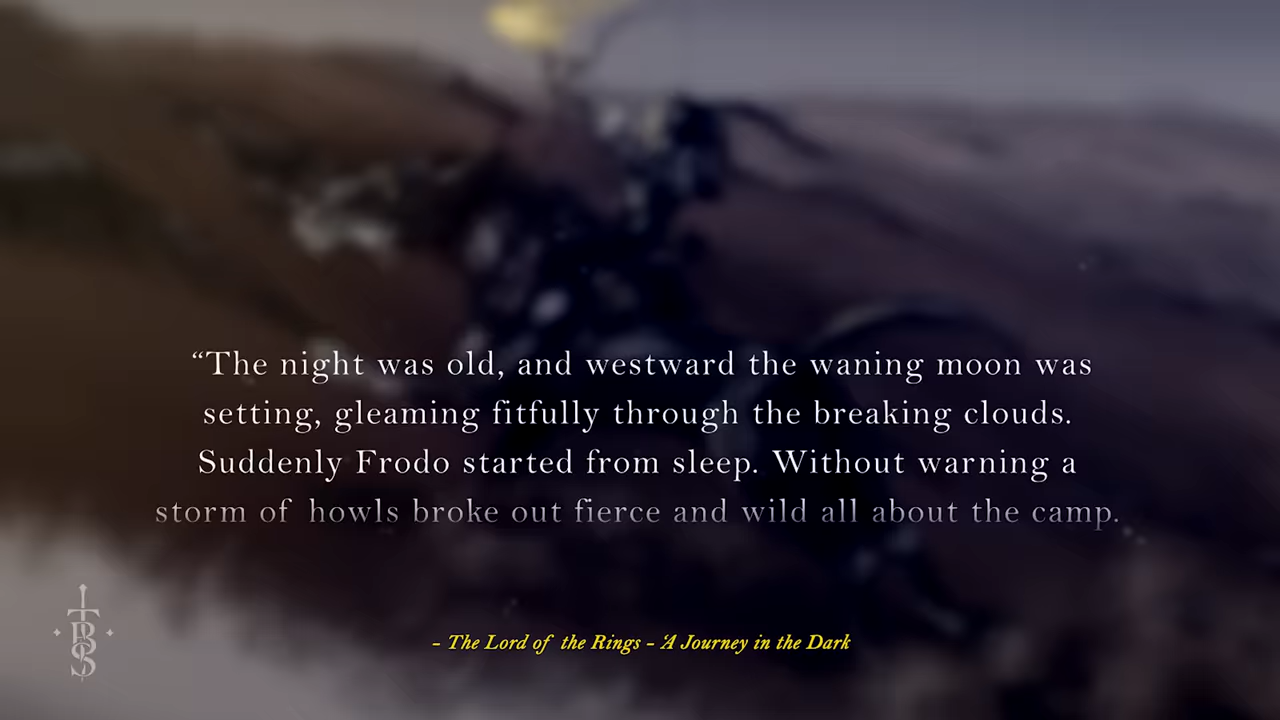 “The night was old, and westward the waning moon was
setting, gleaming fitfully through the breaking clouds.
Suddenly Frodo started from sleep. Without warning a
storm of howls broke out fierce and wild all about the camp.
TBS
- The Lord of the Rings - 'A Journey in the Dark